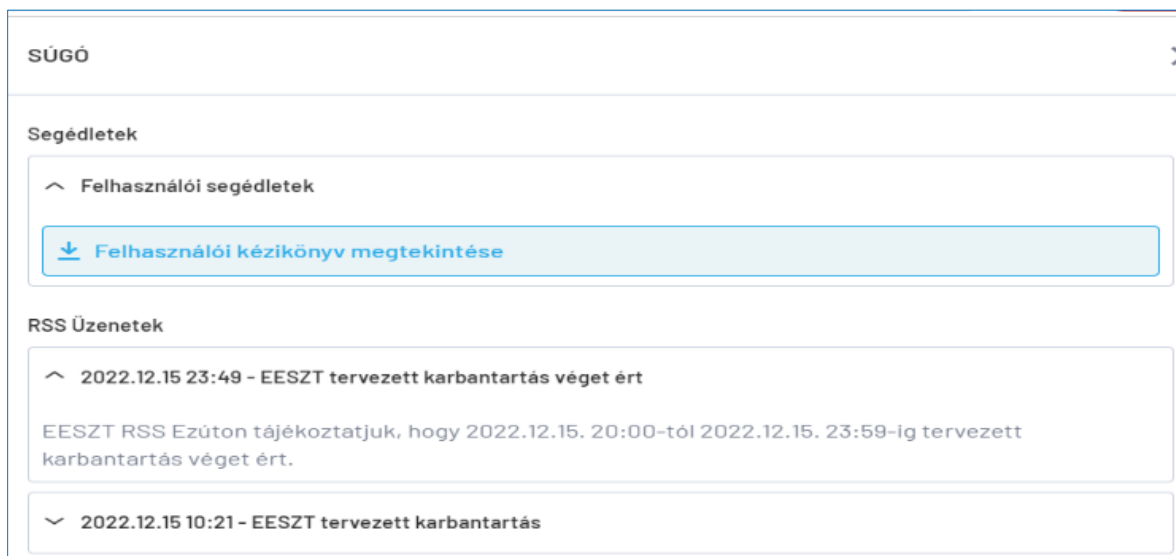 SÚGÓ
Segédletek
Felhasználói segédletek
Felhasználói kézikönyv megtekintése
RSS Üzenetek
2022.12.15 23:49 - EESZT tervezett karbantartás véget ért
EESZT RSS Ezúton tájékoztatjuk, hogy 2022.12.15. 20:00-tól 2022.12.15. 23:59-ig tervezett
karbantartás véget ért.
2022.12.15 10:21 - EESZT tervezett karbantartás